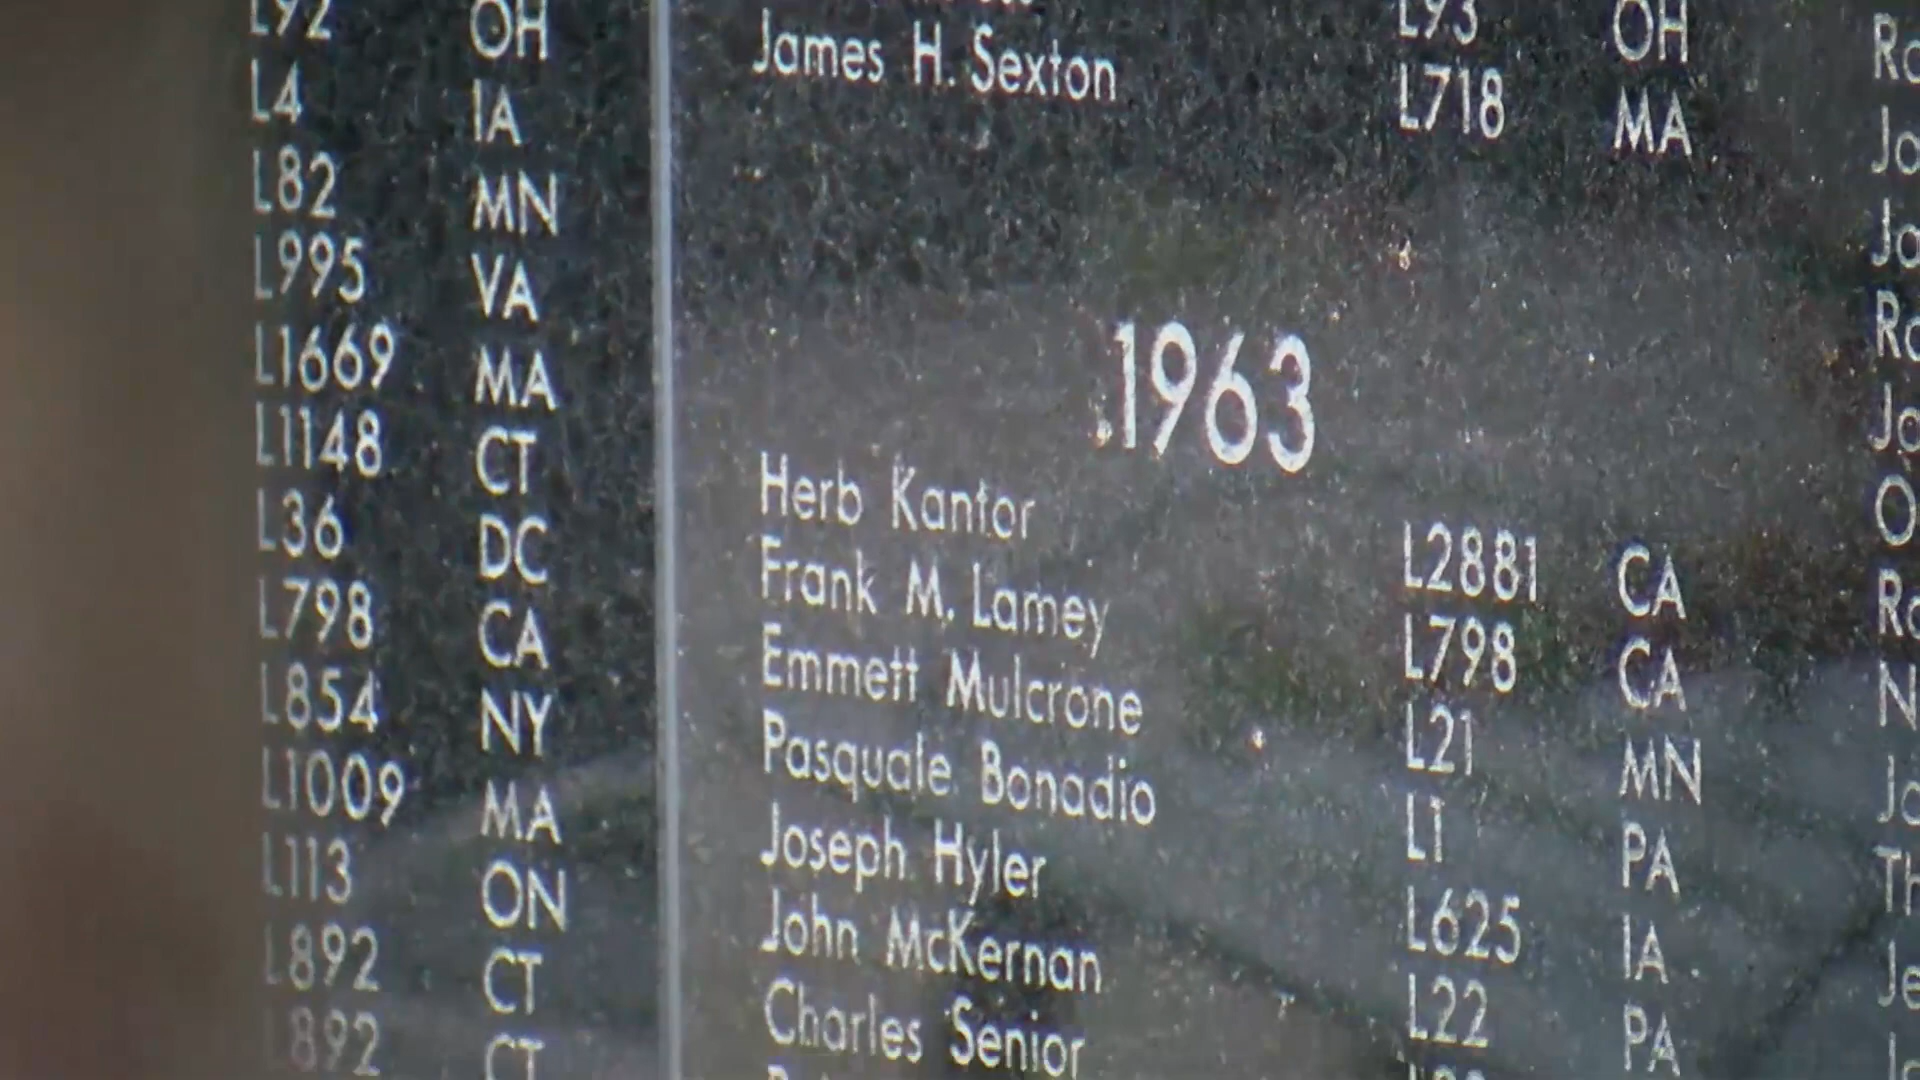 L92 OH
L4 IA
L82 MN
L995 VA
L1669 MA
L1148 CT
L36 DC
L798 CA
L854 NY
L1009 MA
L113 ON
L892 CT
L892 CT
L93 OH
James H. Sexton L718 MA
1963
Herb Kantor L2881 CA
Frank M. Lamey L798 CA
Emmett Mulcrone L21 MN
Pasquale Bonadio L1 PA
Joseph Hyler L625 IA
John McKernan L22 PA
Charles Senior